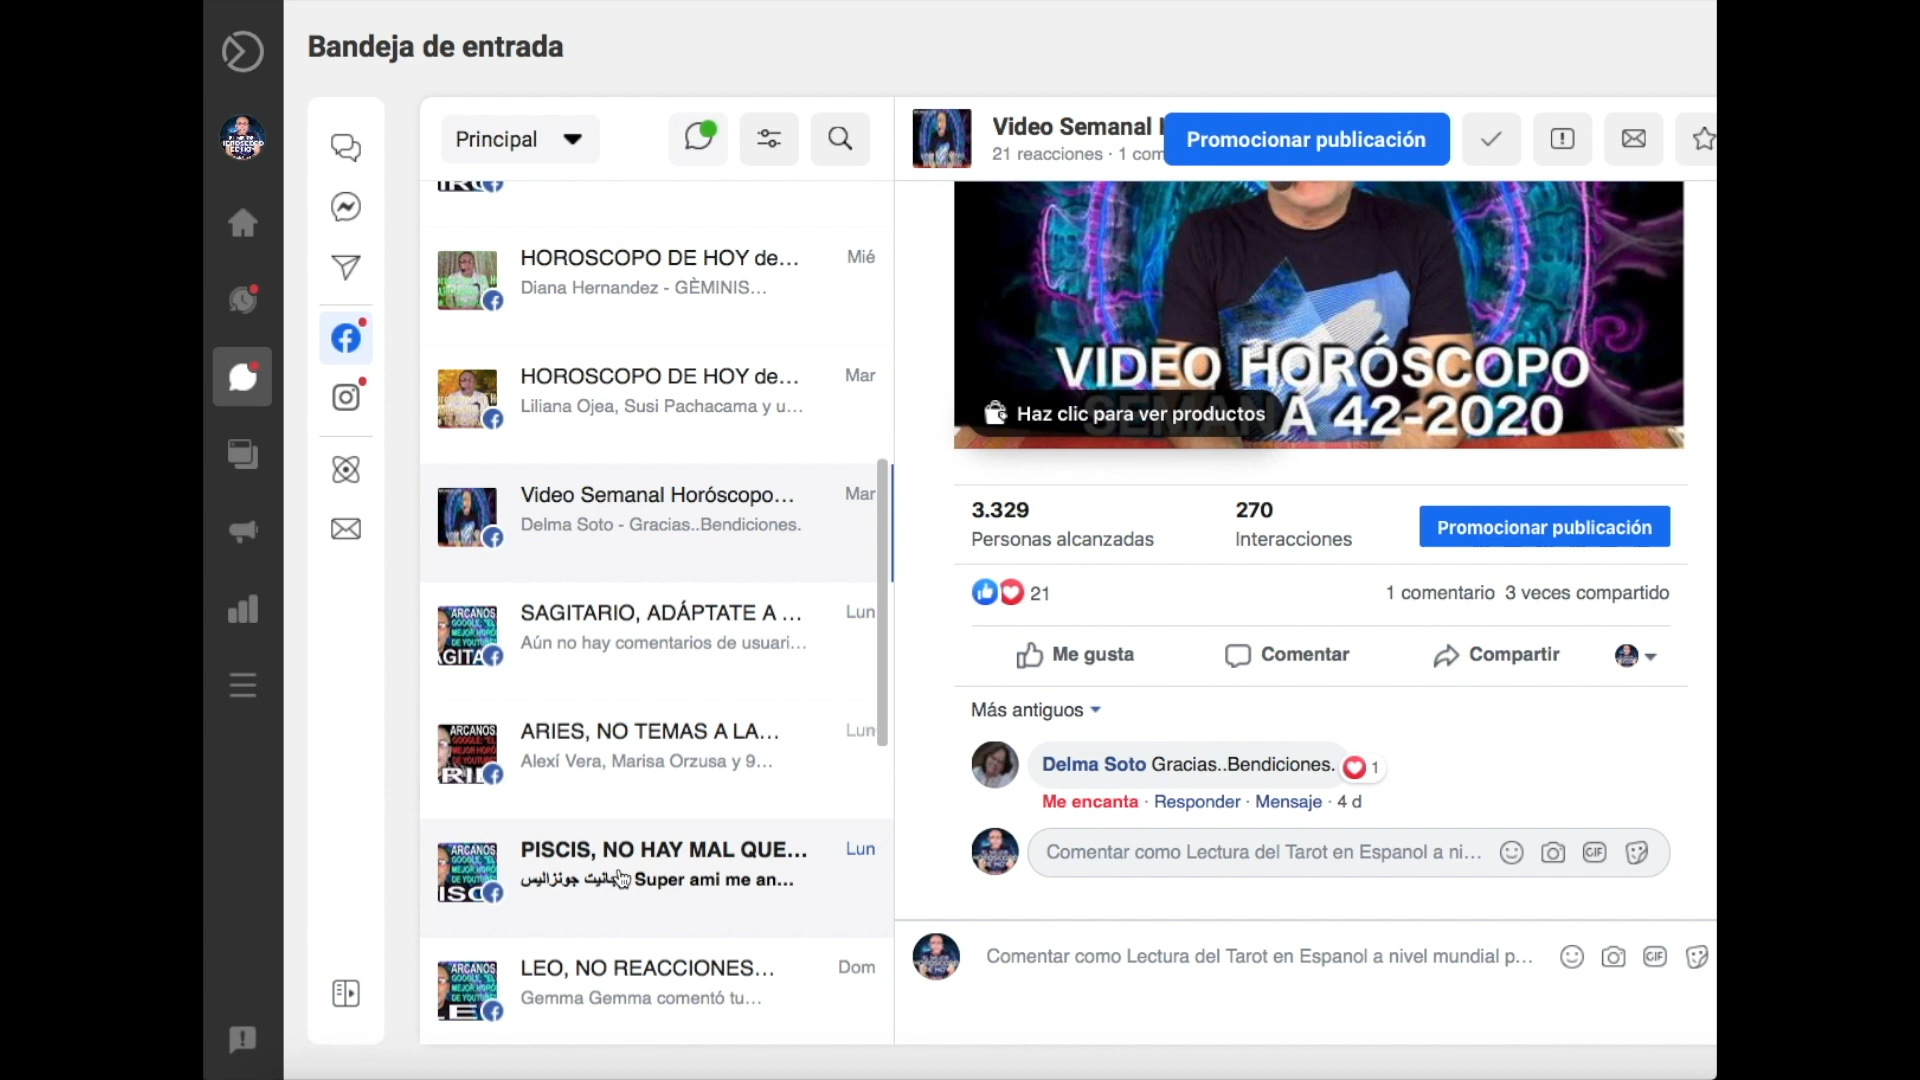 Bandeja de entrada
Principal
HOROSCOPO DE HOY de...
Mié
Diana Hernandez - GÈMINIS...
HOROSCOPO DE HOY de...
Mar
Liliana Ojea, Susi Pachacama y u...
Video Semanal Horóscopo...
Mar
Delma Soto - Gracias..Bendiciones.
SAGITARIO, ADÁPTATE A ...
Lun
Aún no hay comentarios de usuari...
ARIES, NO TEMAS A LA...
Lun
Alexí Vera, Marisa Orzusa y 9...
PISCIS, NO HAY MAL QUE...
Lun
جانيت جونزاليس Super ami me an...
LEO, NO REACCIONES...
Dom
Gemma Gemma comentó tu...
Video Semanal
21 reacciones · 1 com
Promocionar publicación
VIDEO HORÓSCOPO
SEMANA 42-2020
Haz clic para ver productos
3.329
Personas alcanzadas
270
Interacciones
Promocionar publicación
21
1 comentario 3 veces compartido
Me gusta
Comentar
Compartir
Más antiguos
Delma Soto Gracias..Bendiciones.
1
Me encanta · Responder · Mensaje · 4 d
Comentar como Lectura del Tarot en Espanol a ni...
GIF
Comentar como Lectura del Tarot en Espanol a nivel mundial p...
GIF